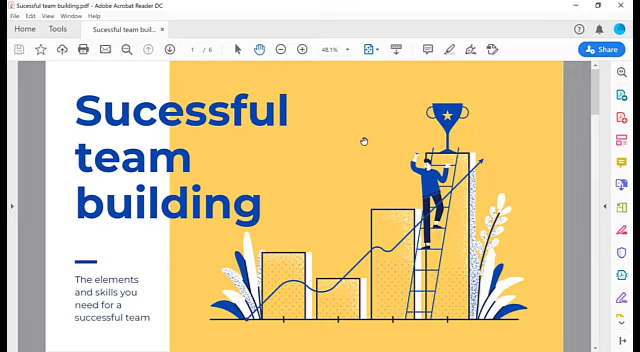 Sucessful team building.pdf - Adobe Acrobat Reader DC
File Edit View Window Help
Home Tools Sucessful team buil... ×
1 / 6 48.1% Share
Sucessful
team
building
The elements
and skills you
need for a
successful team